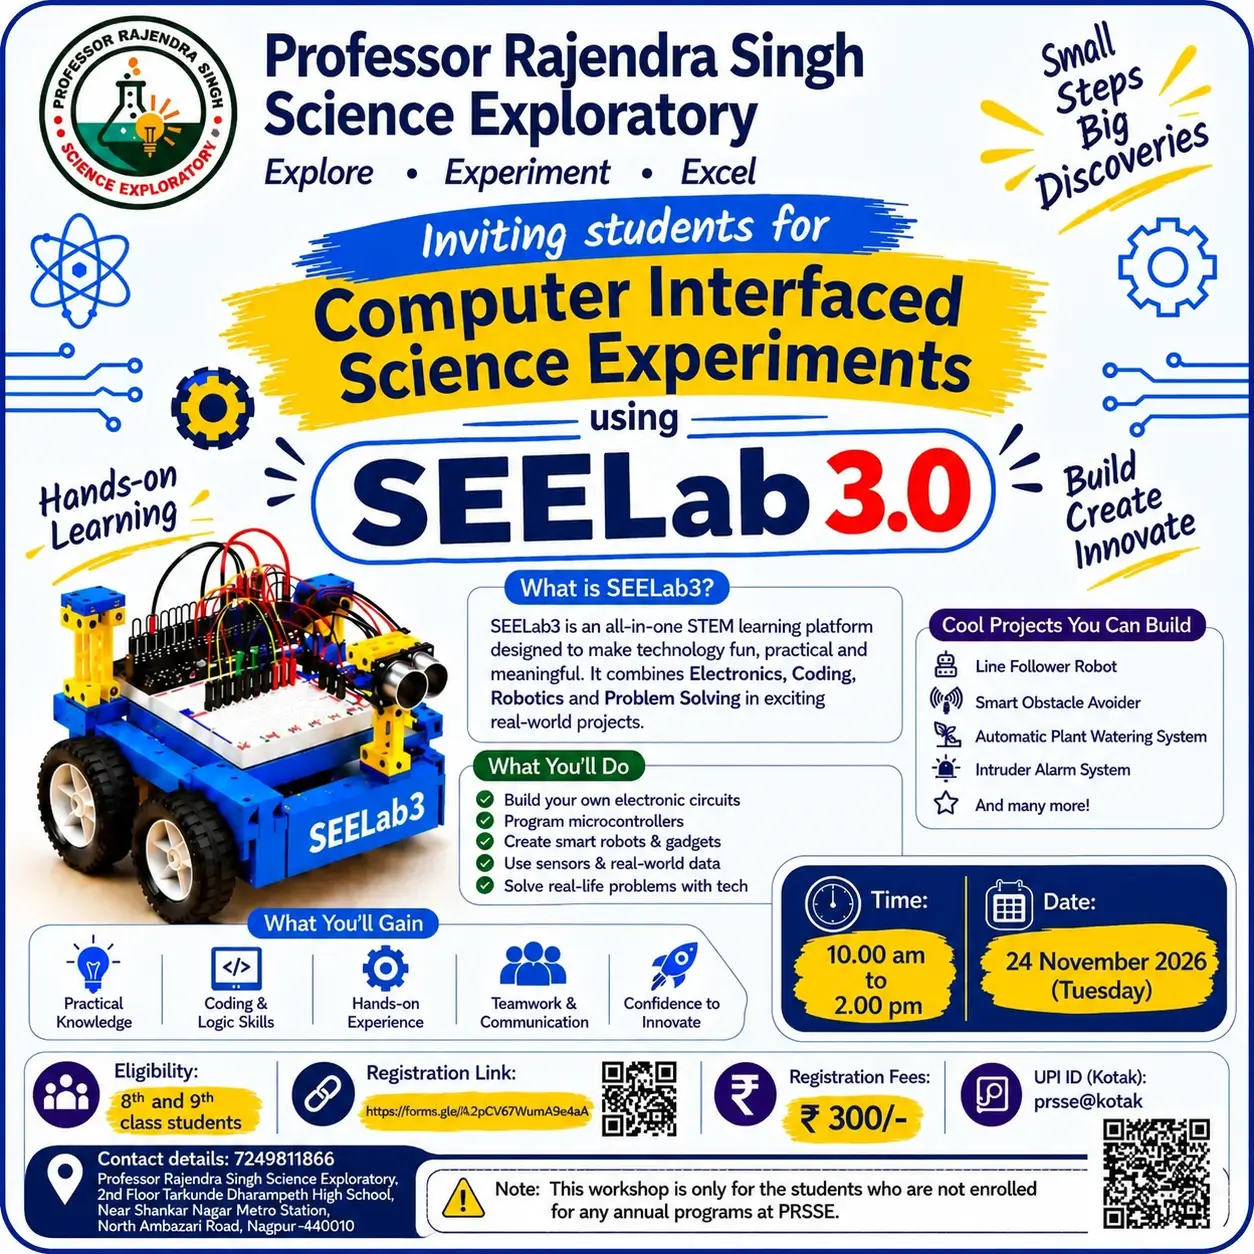 PROFESSOR RAJENDRA SINGH
SCIENCE EXPLORATORY
Professor Rajendra Singh
Science Exploratory
Explore • Experiment • Excel
Small
Steps
Big
Discoveries
Inviting students for
Computer Interfaced
Science Experiments
using
SEELab 3.0
Hands-on
Learning
Build
Create
Innovate
SEELab3
What is SEELab3?
SEELab3 is an all-in-one STEM learning platform
designed to make technology fun, practical and
meaningful. It combines Electronics, Coding,
Robotics and Problem Solving in exciting
real-world projects.
Cool Projects You Can Build
Line Follower Robot
Smart Obstacle Avoider
Automatic Plant Watering System
Intruder Alarm System
And many more!
What You'll Do
Build your own electronic circuits
Program microcontrollers
Create smart robots & gadgets
Use sensors & real-world data
Solve real-life problems with tech
Time:
10.00 am
to
2.00 pm
Date:
24 November 2026
(Tuesday)
What You'll Gain
Practical
Knowledge
Coding &
Logic Skills
Hands-on
Experience
Teamwork &
Communication
Confidence to
Innovate
Eligibility:
8th and 9th
class students
Registration Link:
Registration Fees:
₹ 300/-
UPI ID (Kotak):
prsse@kotak
Contact details: 7249811866
Professor Rajendra Singh Science Exploratory,
2nd Floor Tarkunde Dharampeth High School,
Near Shankar Nagar Metro Station,
North Ambazari Road, Nagpur-440010
Note: This workshop is only for the students who are not enrolled
for any annual programs at PRSSE.